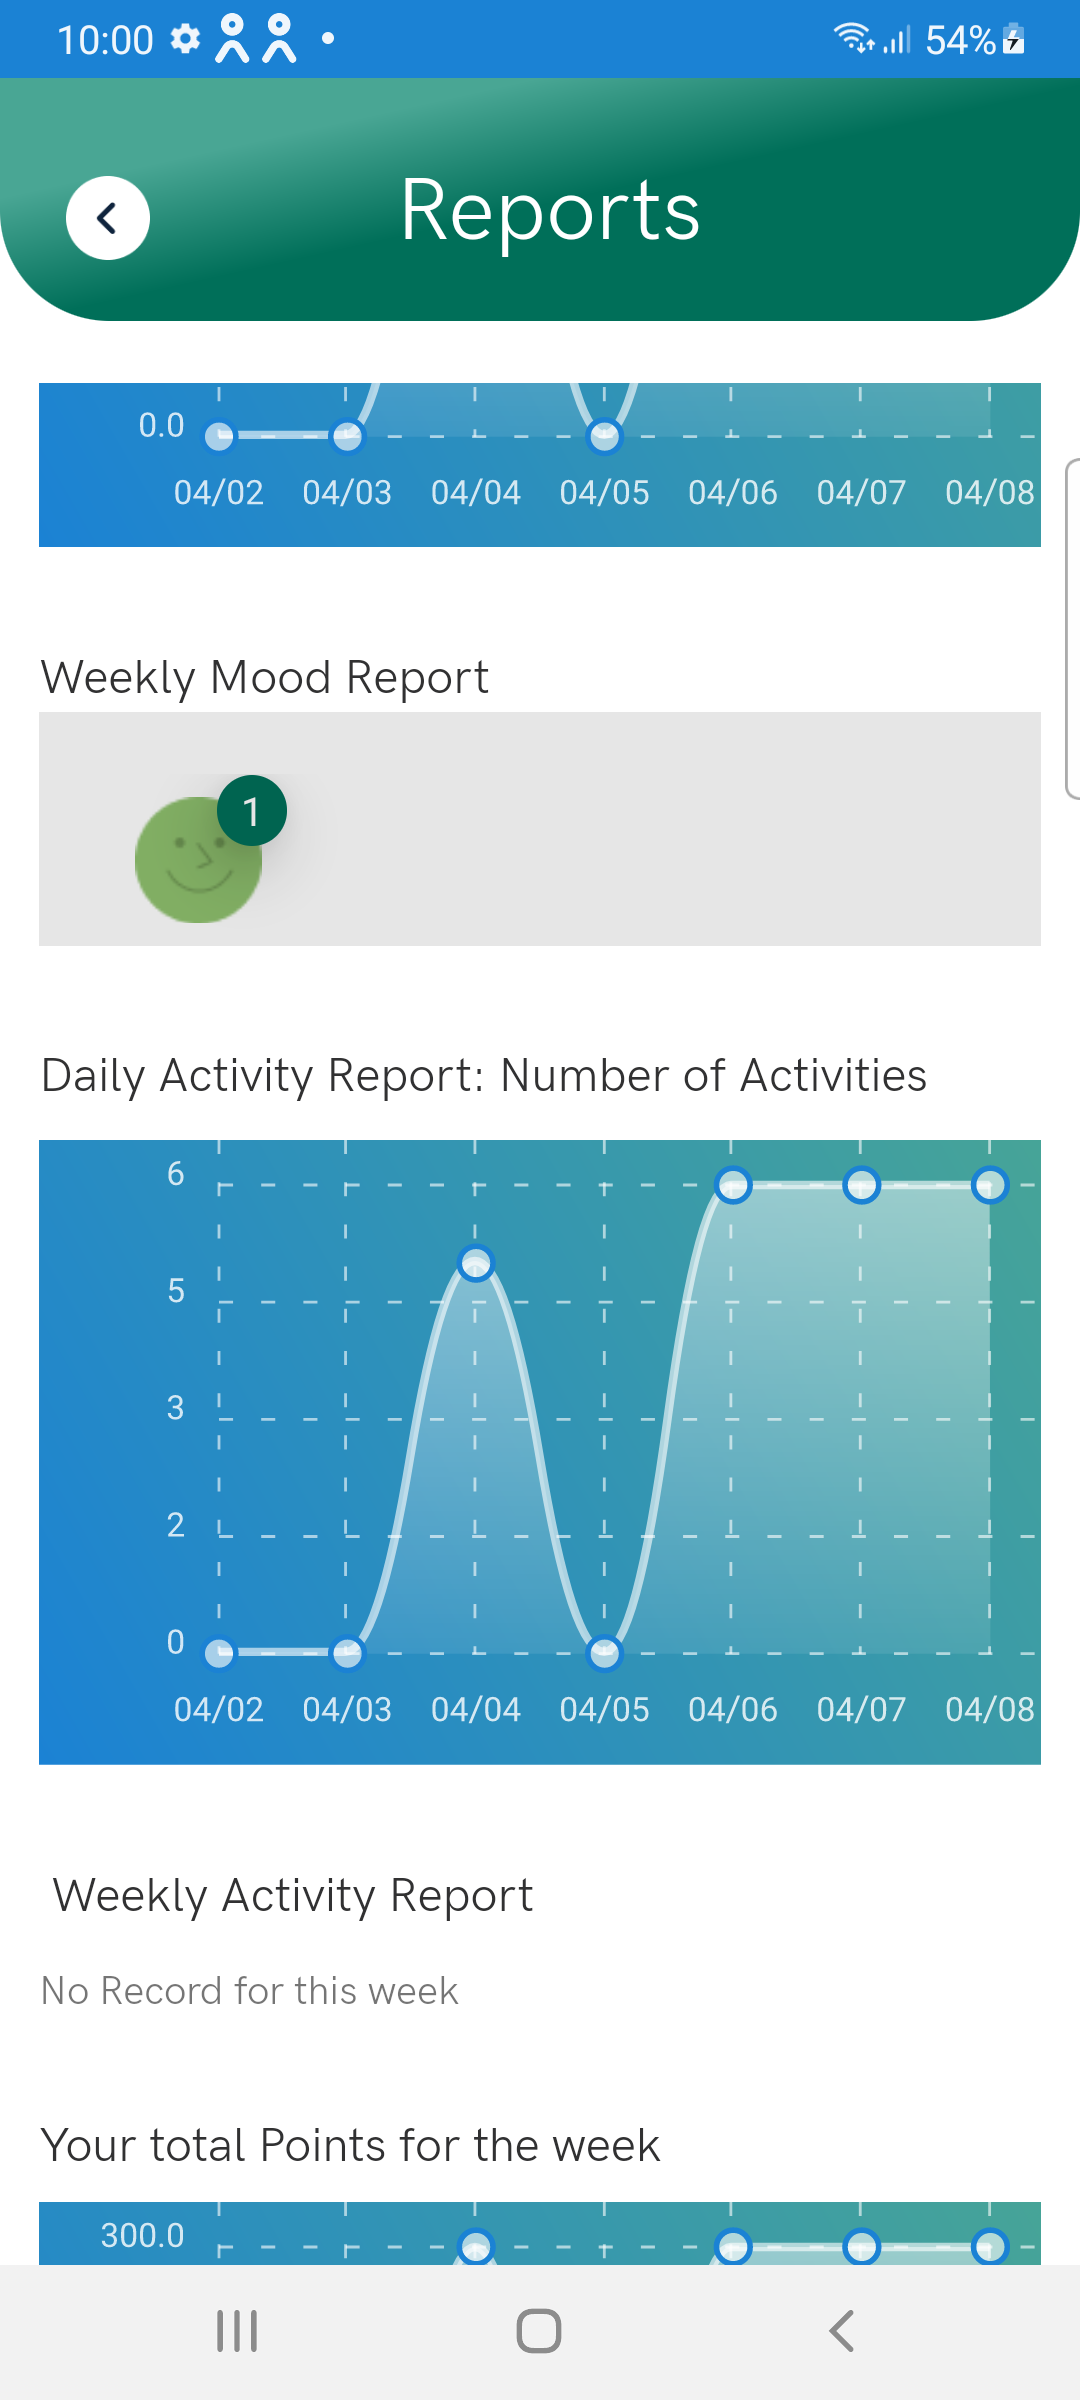 10:00 54%
Reports
0.0
04/02 04/03 04/04 04/05 04/06 04/07 04/08
Weekly Mood Report
1
Daily Activity Report: Number of Activities
6
5
3
2
0
04/02 04/03 04/04 04/05 04/06 04/07 04/08
Weekly Activity Report
No Record for this week
Your total Points for the week
300.0